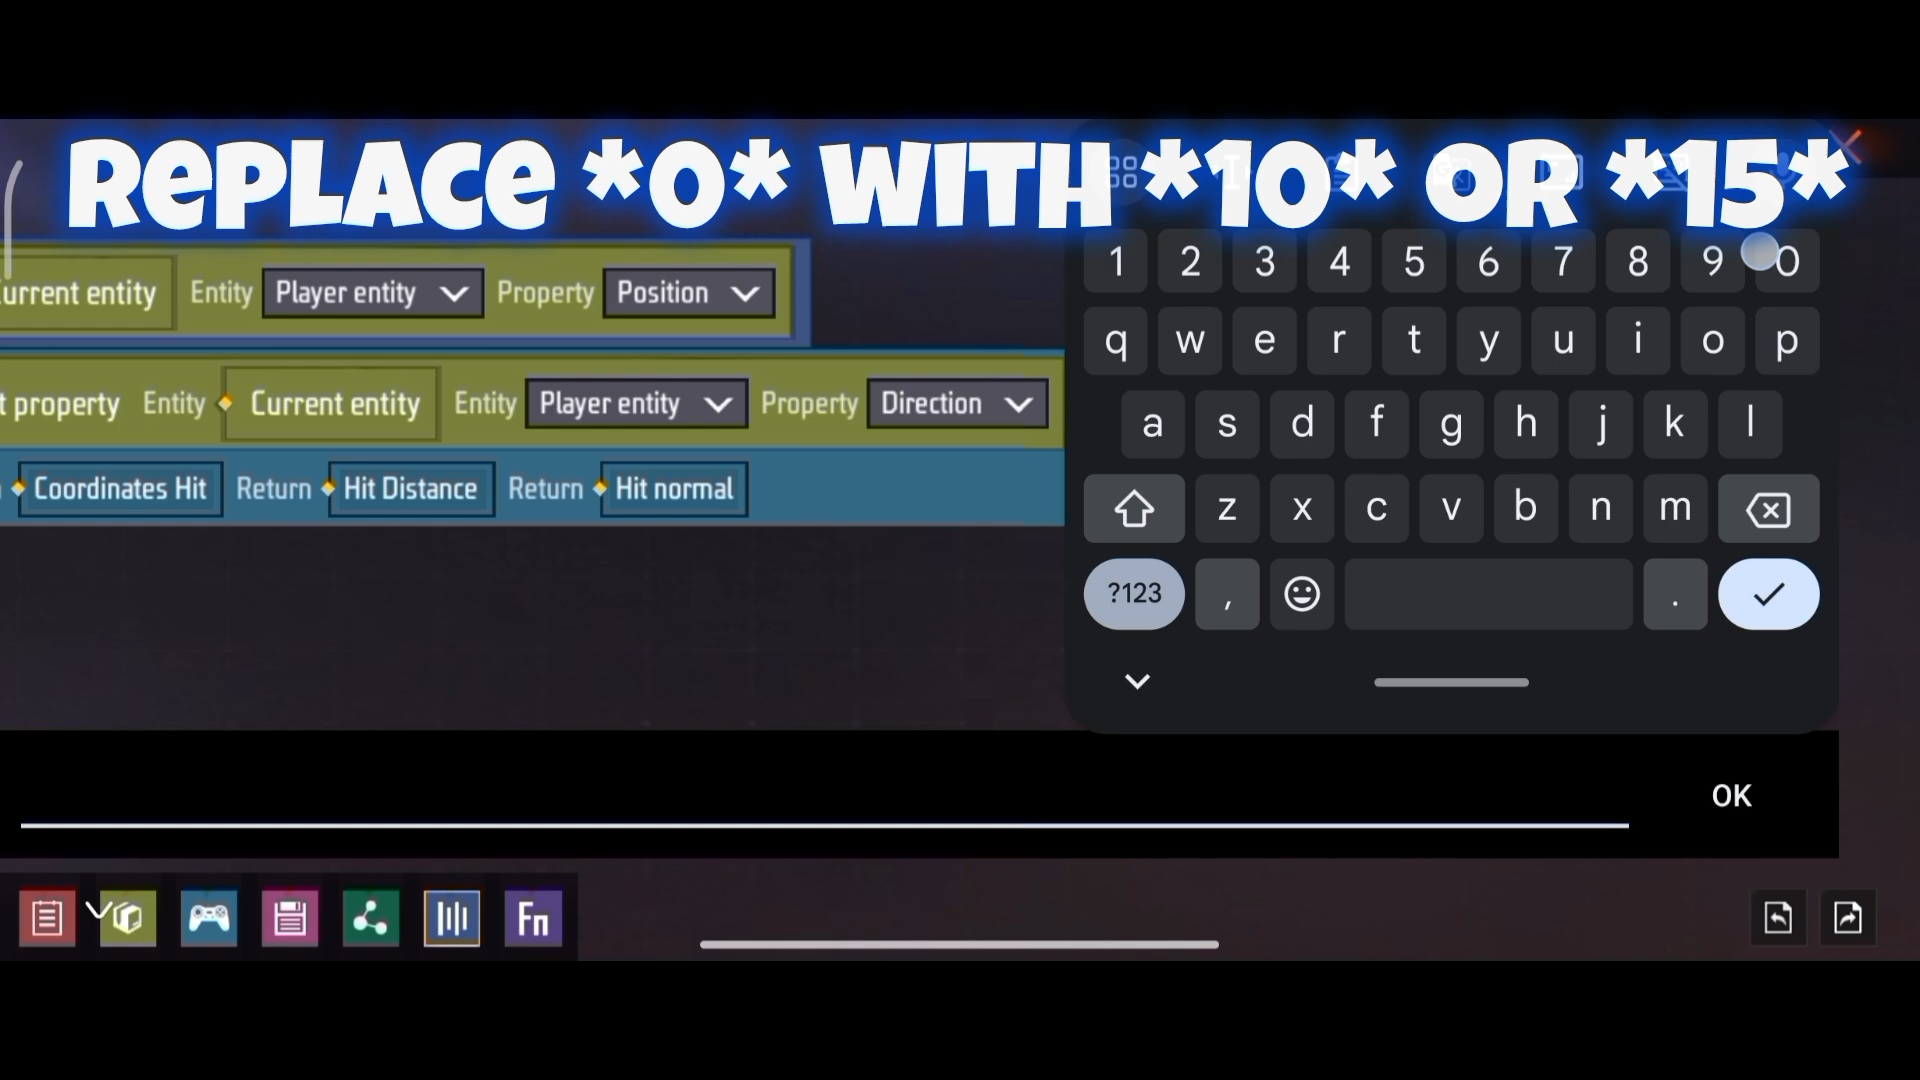 REPLACE *0* WITH *10* OR *15*
urrent entity Entity Player entity Property Position
t property Entity Current entity Entity Player entity Property Direction
Coordinates Hit Return Hit Distance Return Hit normal
1 2 3 4 5 6 7 8 9 0
q w e r t y u i o p
a s d f g h j k l
z x c v b n m
?123 , .
OK
Fn